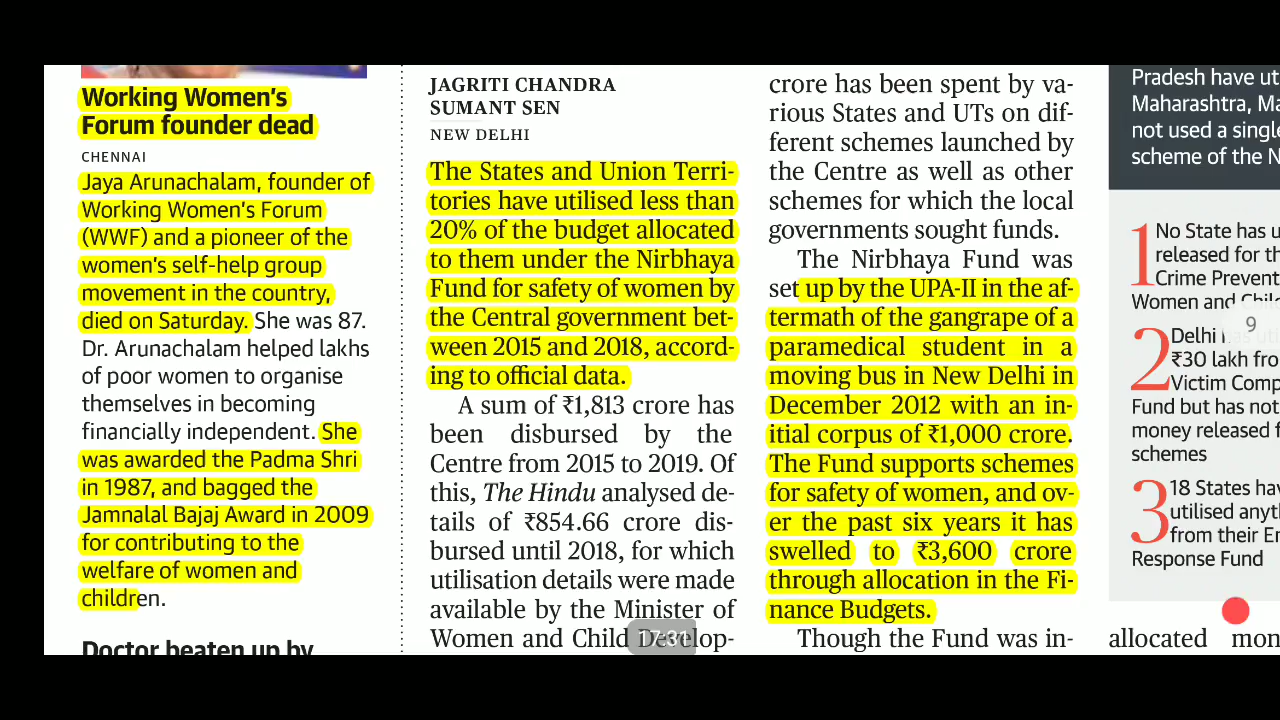 Working Women's
Forum founder dead
CHENNAI
Jaya Arunachalam, founder of
Working Women's Forum
(WWF) and a pioneer of the
women's self-help group
movement in the country,
died on Saturday. She was 87.
Dr. Arunachalam helped lakhs
of poor women to organise
themselves in becoming
financially independent. She
was awarded the Padma Shri
in 1987, and bagged the
Jamnalal Bajaj Award in 2009
for contributing to the
welfare of women and
children.
Doctor beaten up by
JAGRITI CHANDRA
SUMANT SEN
NEW DELHI
The States and Union Terri-
tories have utilised less than
20% of the budget allocated
to them under the Nirbhaya
Fund for safety of women by
the Central government bet-
ween 2015 and 2018, accord-
ing to official data.
A sum of ₹1,813 crore has
been disbursed by the
Centre from 2015 to 2019. Of
this, The Hindu analysed de-
tails of ₹854.66 crore dis-
bursed until 2018, for which
utilisation details were made
available by the Minister of
Women and Child Develop-
17:31
crore has been spent by va-
rious States and UTs on dif-
ferent schemes launched by
the Centre as well as other
schemes for which the local
governments sought funds.
The Nirbhaya Fund was
set up by the UPA-II in the af-
termath of the gangrape of a
paramedical student in a
moving bus in New Delhi in
December 2012 with an in-
itial corpus of ₹1,000 crore.
The Fund supports schemes
for safety of women, and ov-
er the past six years it has
swelled to ₹3,600 crore
through allocation in the Fi-
nance Budgets.
Though the Fund was in-
Pradesh have ut
Maharashtra, Ma
not used a single
scheme of the N
1 No State has u
released for th
Crime Prevent
Women and Child
9
2 Delhi
₹30 lakh fro
Victim Comp
Fund but has not
money released f
schemes
3 18 States hav
utilised anyt
from their Em
Response Fund
allocated mon